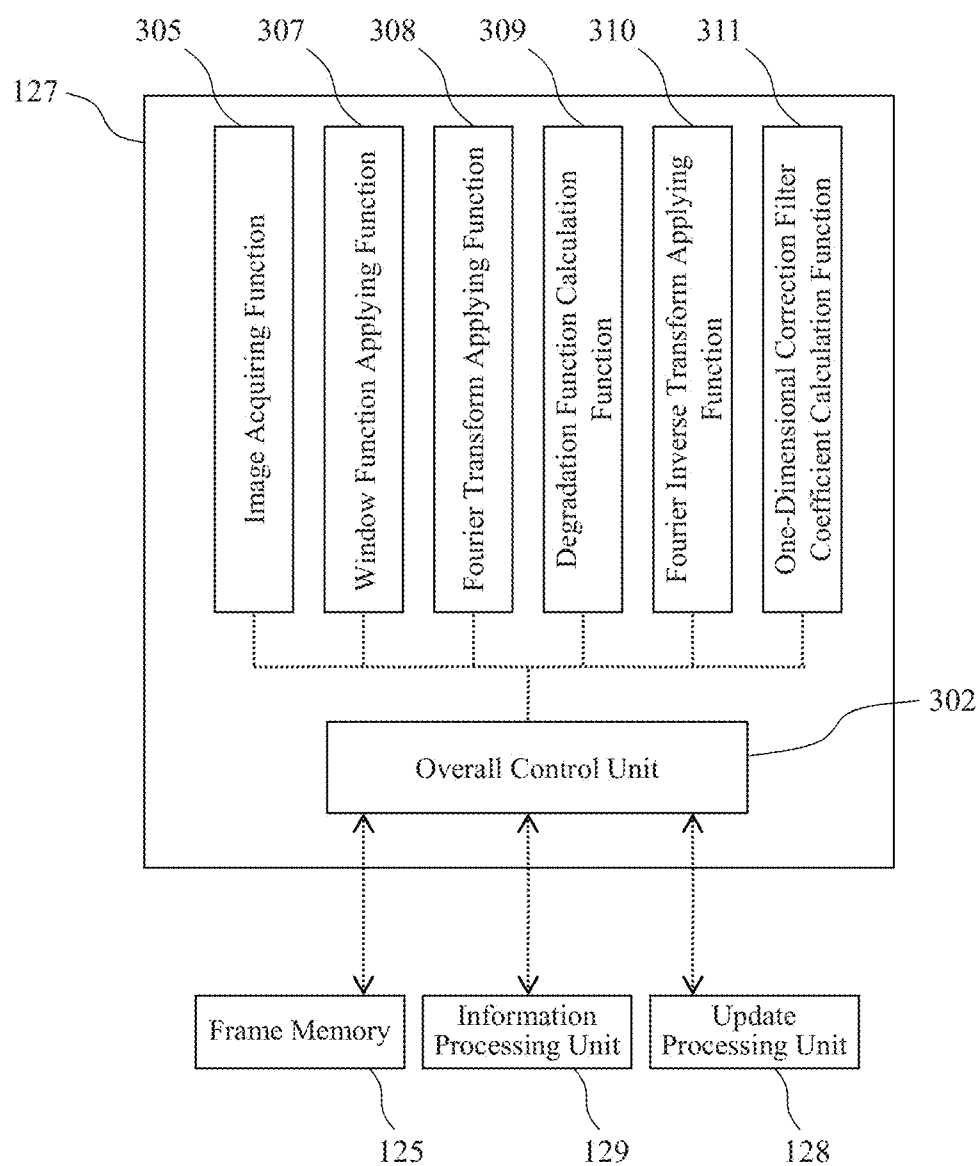 305
307
308
309
310
311
127
Image Acquiring Function
Window Function Applying Function
Fourier Transform Applying Function
Degradation Function Calculation
Function
Fourier Inverse Transform Applying
Function
One-Dimensional Correction Filter
Coefficient Calculation Function
302
Overall Control Unit
Frame Memory
Information
Processing Unit
Update
Processing Unit
125
129
128